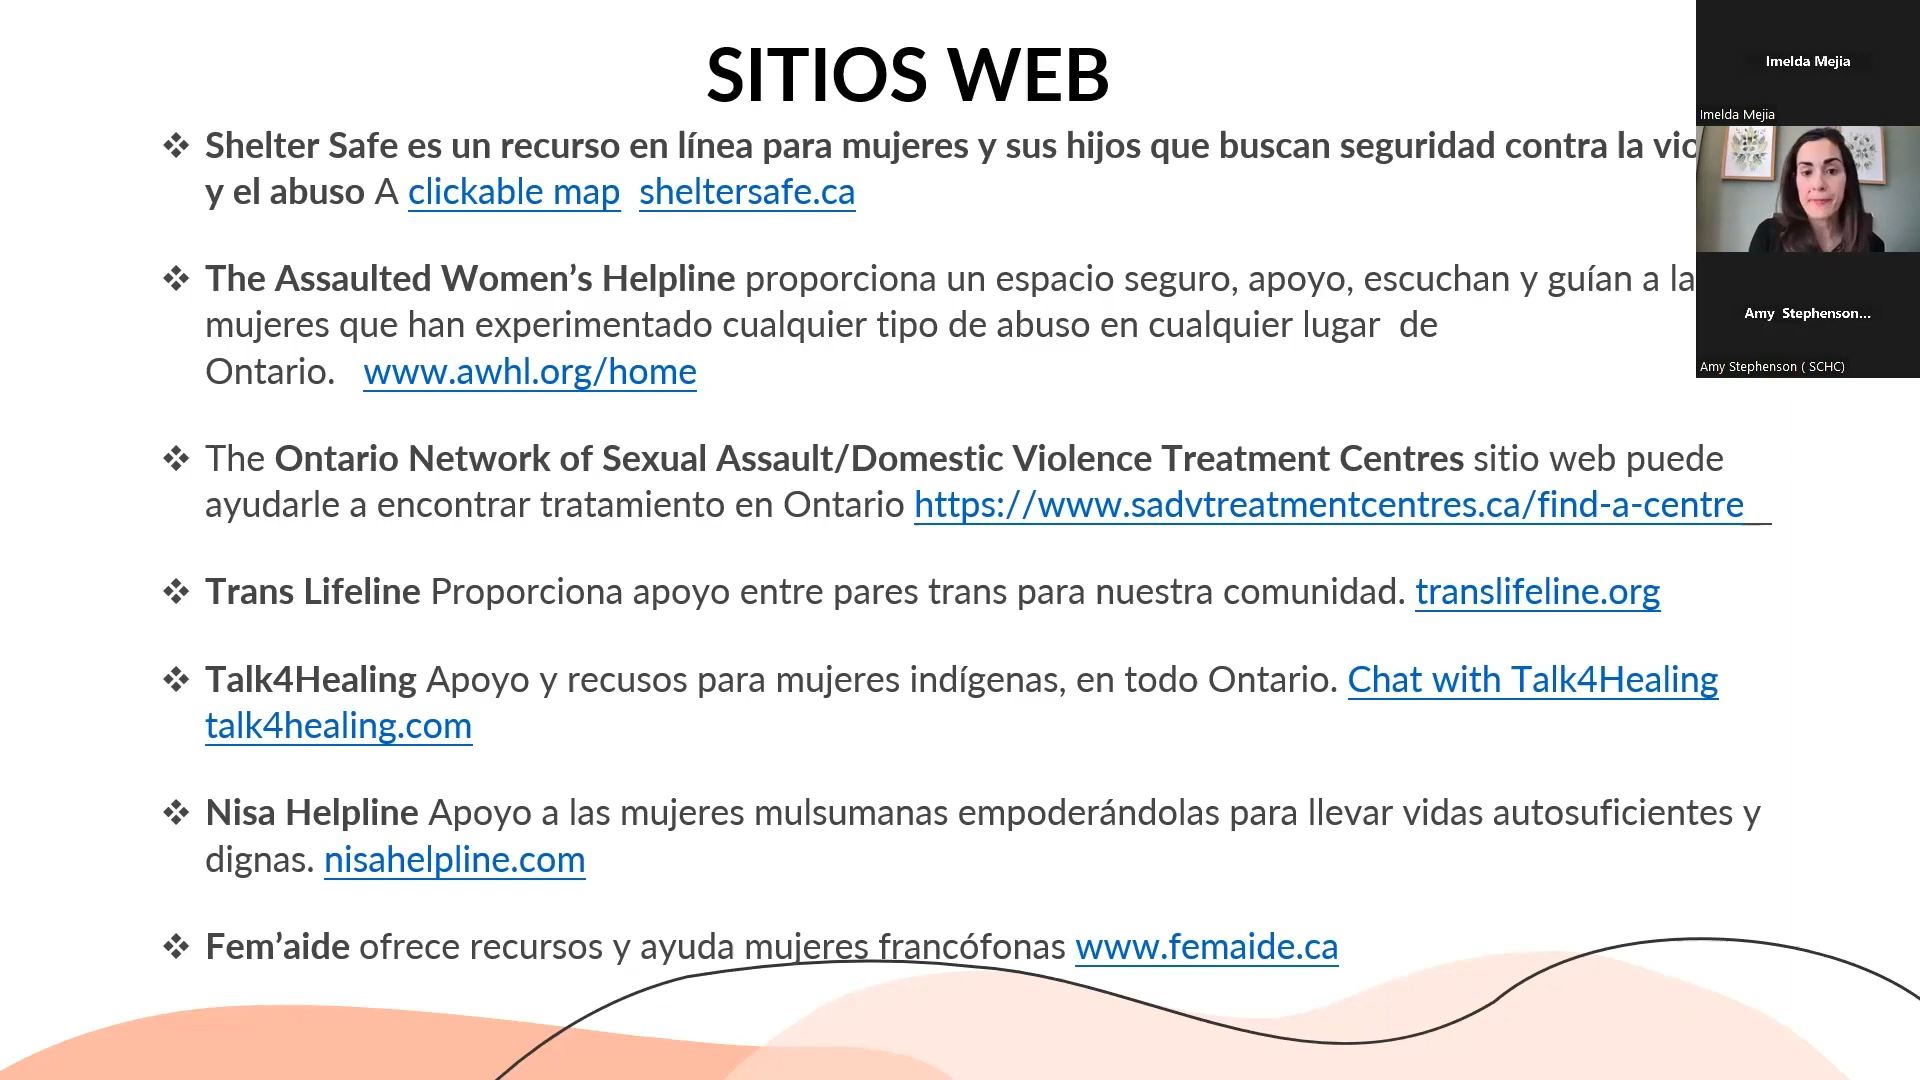 SITIOS WEB
❖ Shelter Safe es un recurso en línea para mujeres y sus hijos que buscan seguridad contra la
y el abuso A clickable map sheltersafe.ca
❖ The Assaulted Women’s Helpline proporciona un espacio seguro, apoyo, escuchan y guían a
mujeres que han experimentado cualquier tipo de abuso en cualquier lugar de
Ontario. www.awhl.org/home
❖ The Ontario Network of Sexual Assault/Domestic Violence Treatment Centres sitio web puede
ayudarle a encontrar tratamiento en Ontario https://www.sadvtreatmentcentres.ca/find-a-centre
❖ Trans Lifeline Proporciona apoyo entre pares trans para nuestra comunidad. translifeline.org
❖ Talk4Healing Apoyo y recusos para mujeres indígenas, en todo Ontario. Chat with Talk4Healing
talk4healing.com
❖ Nisa Helpline Apoyo a las mujeres mulsumanas empoderándolas para llevar vidas autosuficientes y
dignas. nisahelpline.com
❖ Fem’aide ofrece recursos y ayuda mujeres francófonas www.femaide.ca
Imelda Mejia
Imelda Mejia
Amy Stephenson...
Amy Stephenson ( SCHC)